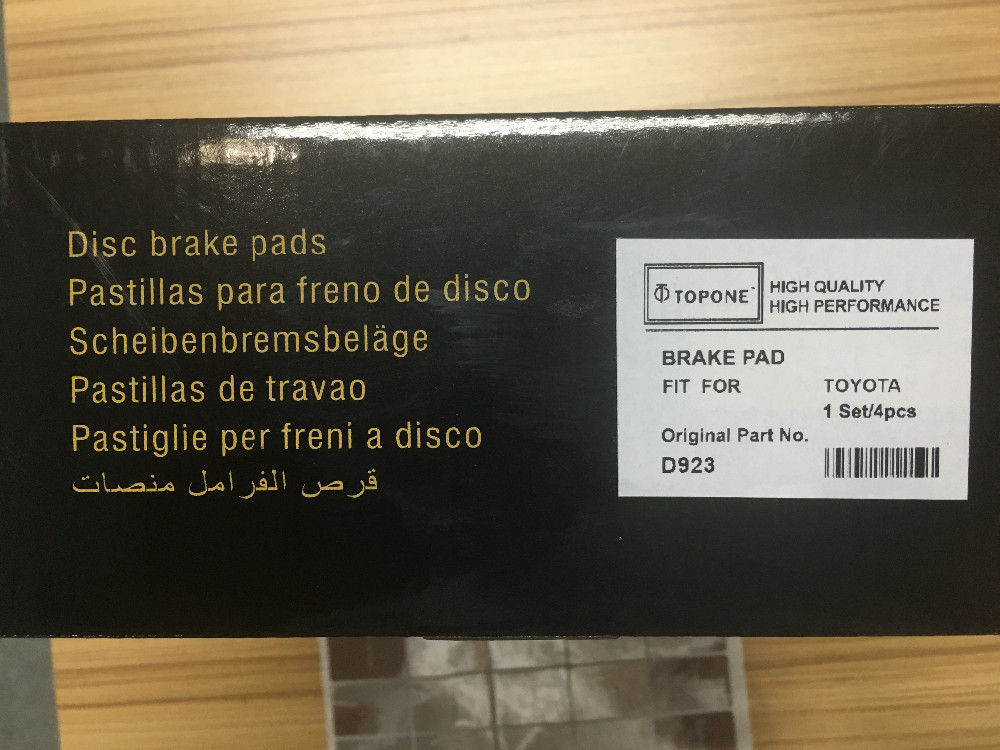 Disc brake pads
Pastillas para freno de disco
Scheibenbremsbeläge
Pastillas de travao
Pastiglie per freni a disco
قرص الفرامل منصات
TOPONE
HIGH QUALITY
HIGH PERFORMANCE
BRAKE PAD
FIT FOR TOYOTA
1 Set/4pcs
Original Part No.
D923